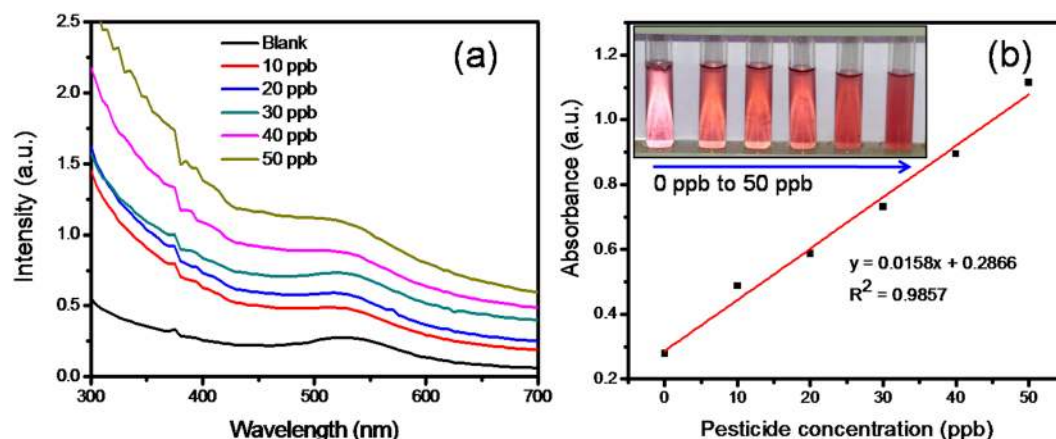 (a)
Intensity (a.u.)
2.5
2.0
1.5
1.0
0.5
0.0
Blank
10 ppb
20 ppb
30 ppb
40 ppb
50 ppb
300
400
500
600
700
Wavelength (nm)
(b)
Absorbance (a.u.)
1.2
1.0
0.8
0.6
0.4
0.2
0 ppb to 50 ppb
y = 0.0158x + 0.2866
R² = 0.9857
0
10
20
30
40
50
Pesticide concentration (ppb)